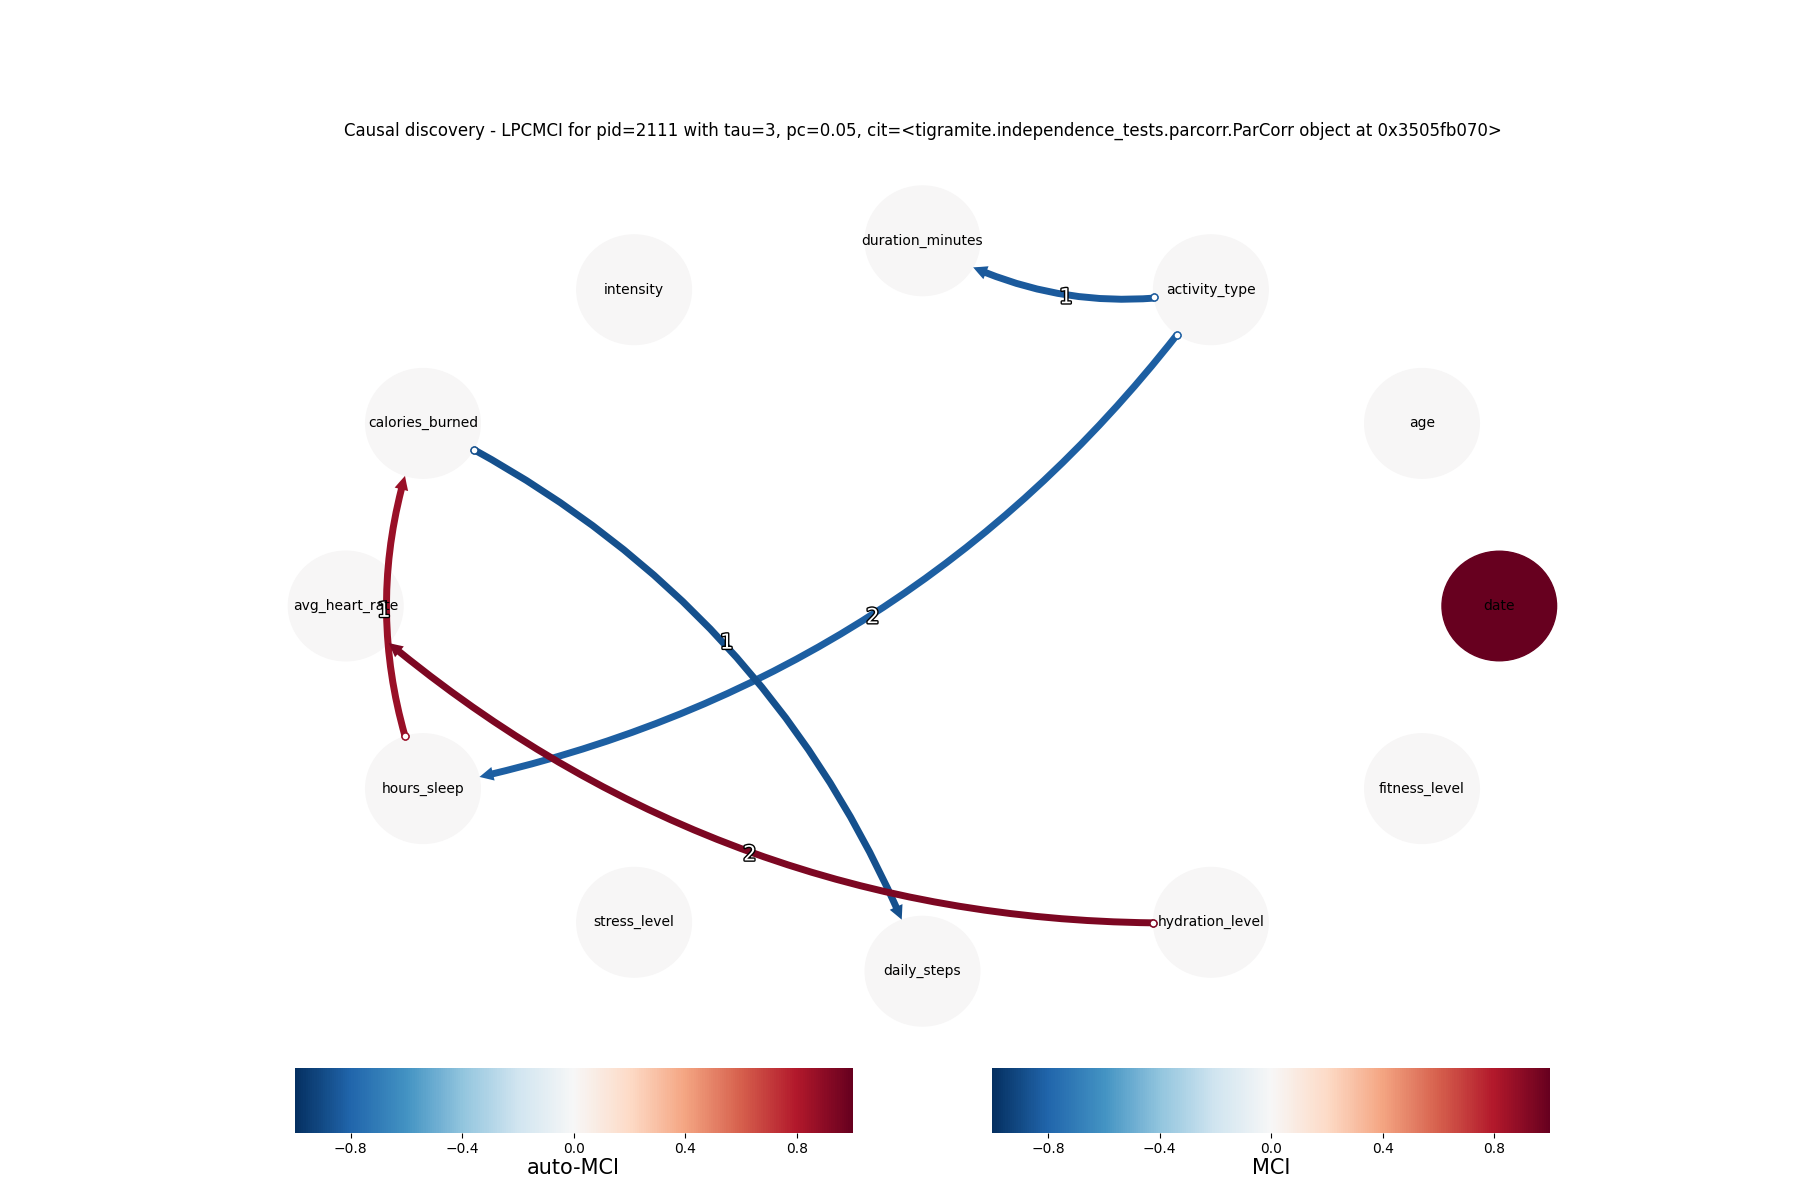 Causal discovery - LPCMCI for pid=2111 with tau=3, pc=0.05, cit=<tigramite.independence_tests.parcorr.ParCorr object at 0x3505fb070>
duration_minutes
intensity
activity_type
1
calories_burned
age
avg_heart_rate
1
date
2
1
hours_sleep
fitness_level
2
stress_level
hydration_level
daily_steps
−0.8 −0.4 0.0 0.4 0.8
auto-MCI
−0.8 −0.4 0.0 0.4 0.8
MCI